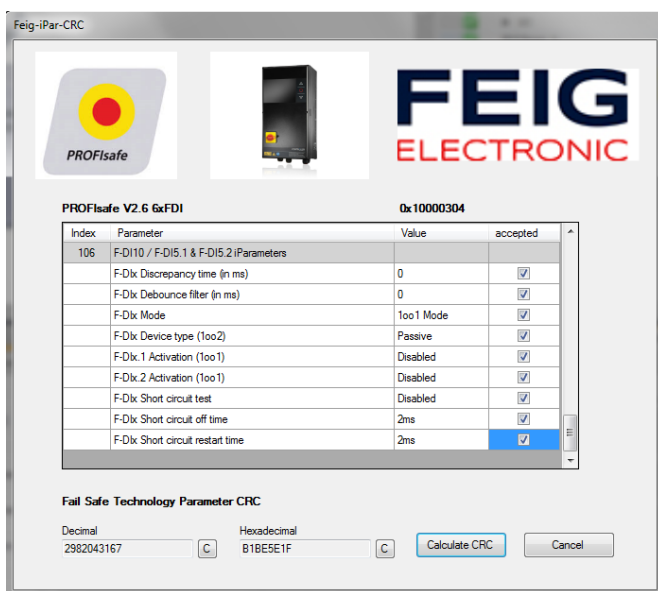 Feig-iPar-CRC
PROFIsafe
FEIG
ELECTRONIC
PROFIsafe V2.6 6xFDI 0x10000304
Index Parameter Value accepted
106 F-DI10 / F-DI5.1 & F-DI5.2 iParameters
F-DIx Discrepancy time (in ms) 0
F-DIx Debounce filter (in ms) 0
F-DIx Mode 1oo1 Mode
F-DIx Device type (1oo2) Passive
F-DIx.1 Activation (1oo1) Disabled
F-DIx.2 Activation (1oo1) Disabled
F-DIx Short circuit test Disabled
F-DIx Short circuit off time 2ms
F-DIx Short circuit restart time 2ms
Fail Safe Technology Parameter CRC
Decimal Hexadecimal
2982043167 C B1BE5E1F C Calculate CRC Cancel